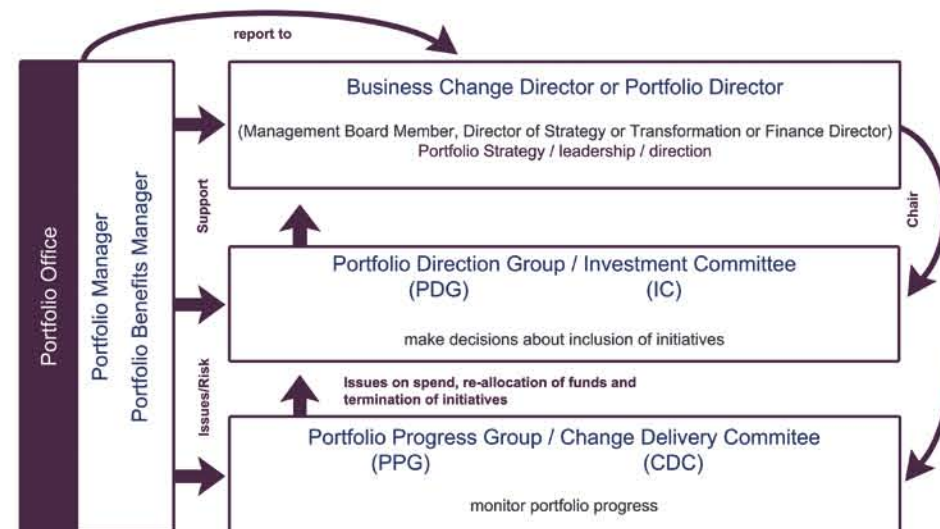 report to
Portfolio Office
Portfolio Manager
Portfolio Benefits Manager
Support
Issues/Risk
Business Change Director or Portfolio Director
(Management Board Member, Director of Strategy or Transformation or Finance Director)
Portfolio Strategy / leadership / direction
Chair
Portfolio Direction Group / Investment Committee
(PDG) (IC)
make decisions about inclusion of initiatives
Issues on spend, re-allocation of funds and
termination of initiatives
Portfolio Progress Group / Change Delivery Commitee
(PPG) (CDC)
monitor portfolio progress